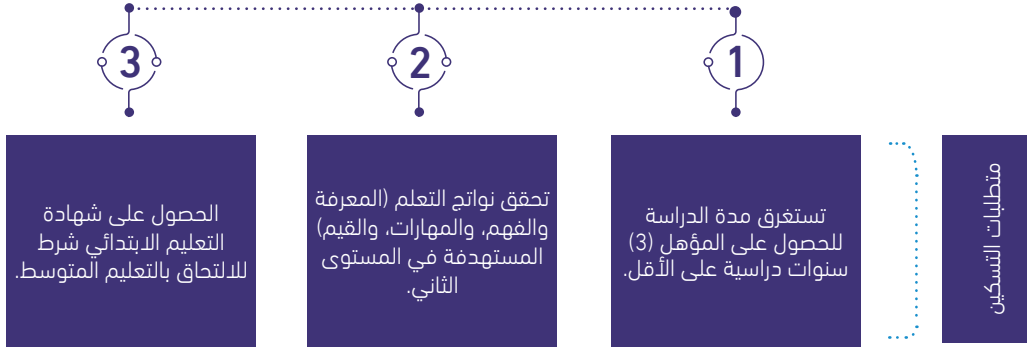 متطلبات التسكين
1
تستغرق مدة الدراسة
للحصول على المؤهل (3)
سنوات دراسية على الأقل.
2
تحقق نواتج التعلم (المعرفة
والفهم، والمهارات، والقيم)
المستهدفة في المستوى
الثاني.
3
الحصول على شهادة
التعليم الابتدائي شرط
للالتحاق بالتعليم المتوسط.